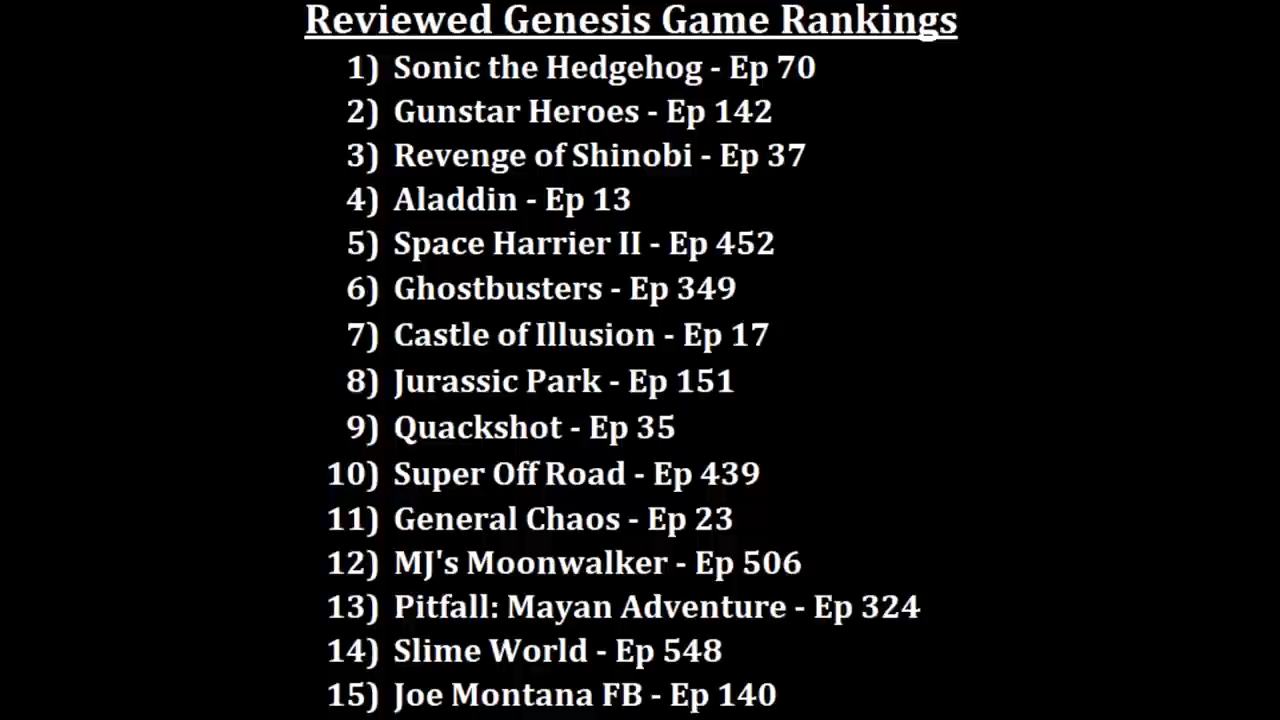 Reviewed Genesis Game Rankings
1) Sonic the Hedgehog - Ep 70
2) Gunstar Heroes - Ep 142
3) Revenge of Shinobi - Ep 37
4) Aladdin - Ep 13
5) Space Harrier II - Ep 452
6) Ghostbusters - Ep 349
7) Castle of Illusion - Ep 17
8) Jurassic Park - Ep 151
9) Quackshot - Ep 35
10) Super Off Road - Ep 439
11) General Chaos - Ep 23
12) MJ's Moonwalker - Ep 506
13) Pitfall: Mayan Adventure - Ep 324
14) Slime World - Ep 548
15) Joe Montana FB - Ep 140